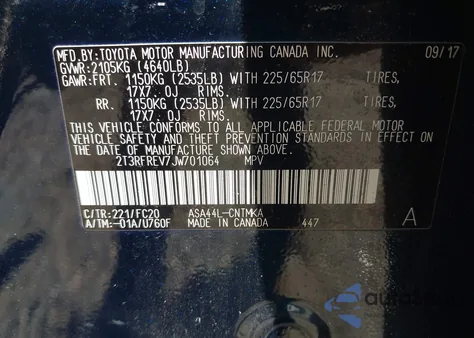 MFD.BY:TOYOTA MOTOR MANUFACTURING CANADA INC. 09/17
GVWR:2105KG (4640LB)
GAWR:FRT. 1150KG (2535LB) WITH 225/65R17 TIRES,
17X7.0J RIMS.
RR. 1150KG (2535LB) WITH 225/65R17 TIRES,
17X7.0J RIMS.
THIS VEHICLE CONFORMS TO ALL APPLICABLE FEDERAL MOTOR
VEHICLE SAFETY AND THEFT PREVENTION STANDARDS IN EFFECT ON
THE DATE OF MANUFACTURE SHOWN ABOVE.
2T3RFREV7JW701064 MPV
C/TR:221/FC20 ASA44L-CNTMKA
A/TM:-01A/U760F MADE IN CANADA 447 A